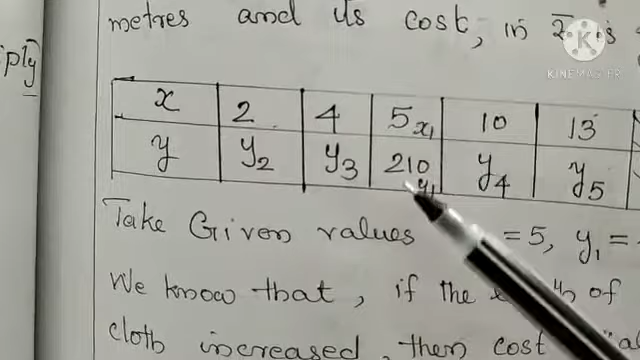 metres and its cost, in ₹ is
KINEMASTER
ply
x 2 4 5 x1 10 13
y y2 y3 210 y1 y4 y5
Take Given values = 5, y1 =
We know that, if the of
cloth increased, then cost